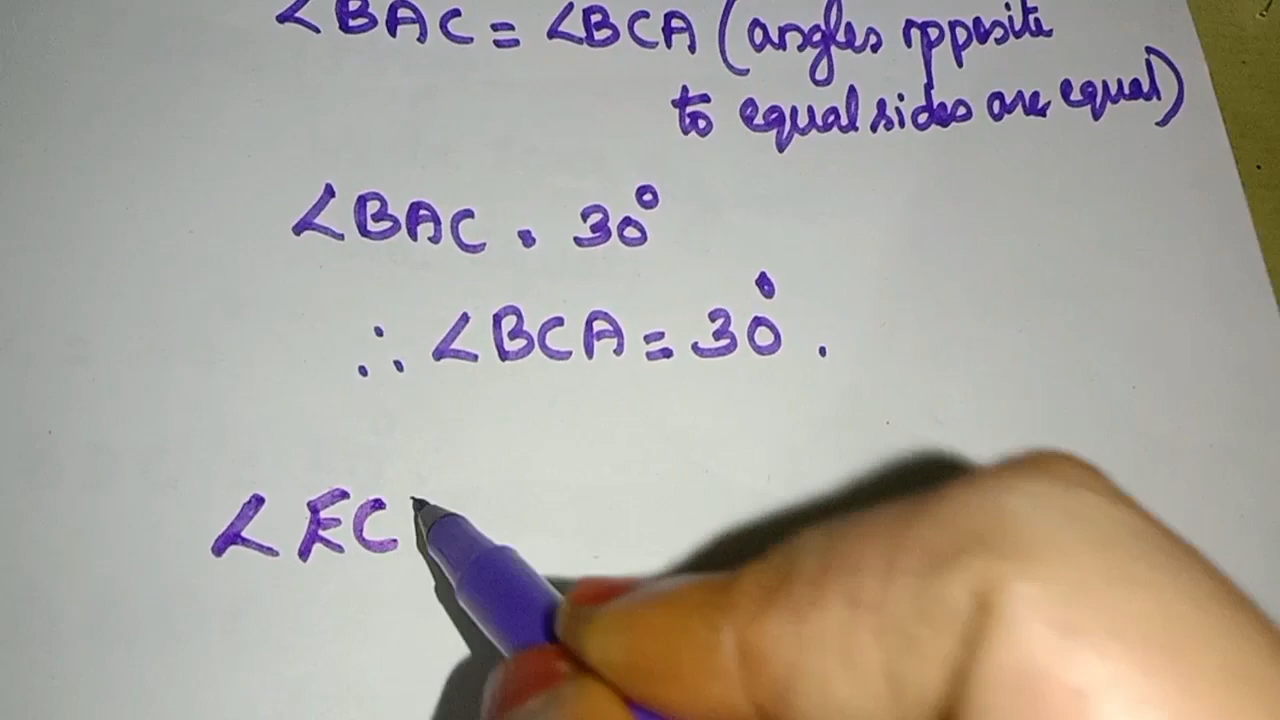 ∠BAC = ∠BCA (angles opposite
to equal sides are equal)
∠BAC . 30°
∴ ∠BCA = 30°.
∠EC